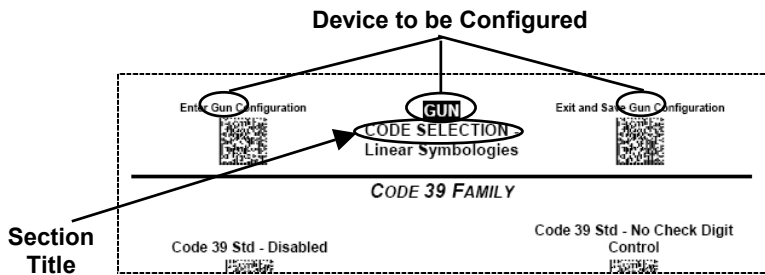 Device to be Configured
Enter Gun Configuration
GUN
Exit and Save Gun Configuration
CODE SELECTION -
Linear Symbologies
CODE 39 FAMILY
Section
Title
Code 39 Std - Disabled
Code 39 Std - No Check Digit
Control